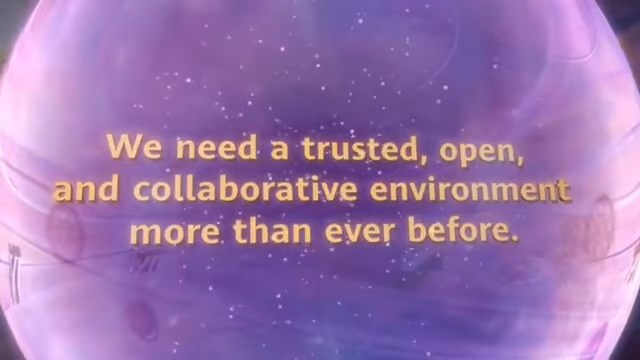 We need a trusted, open,
and collaborative environment
more than ever before.